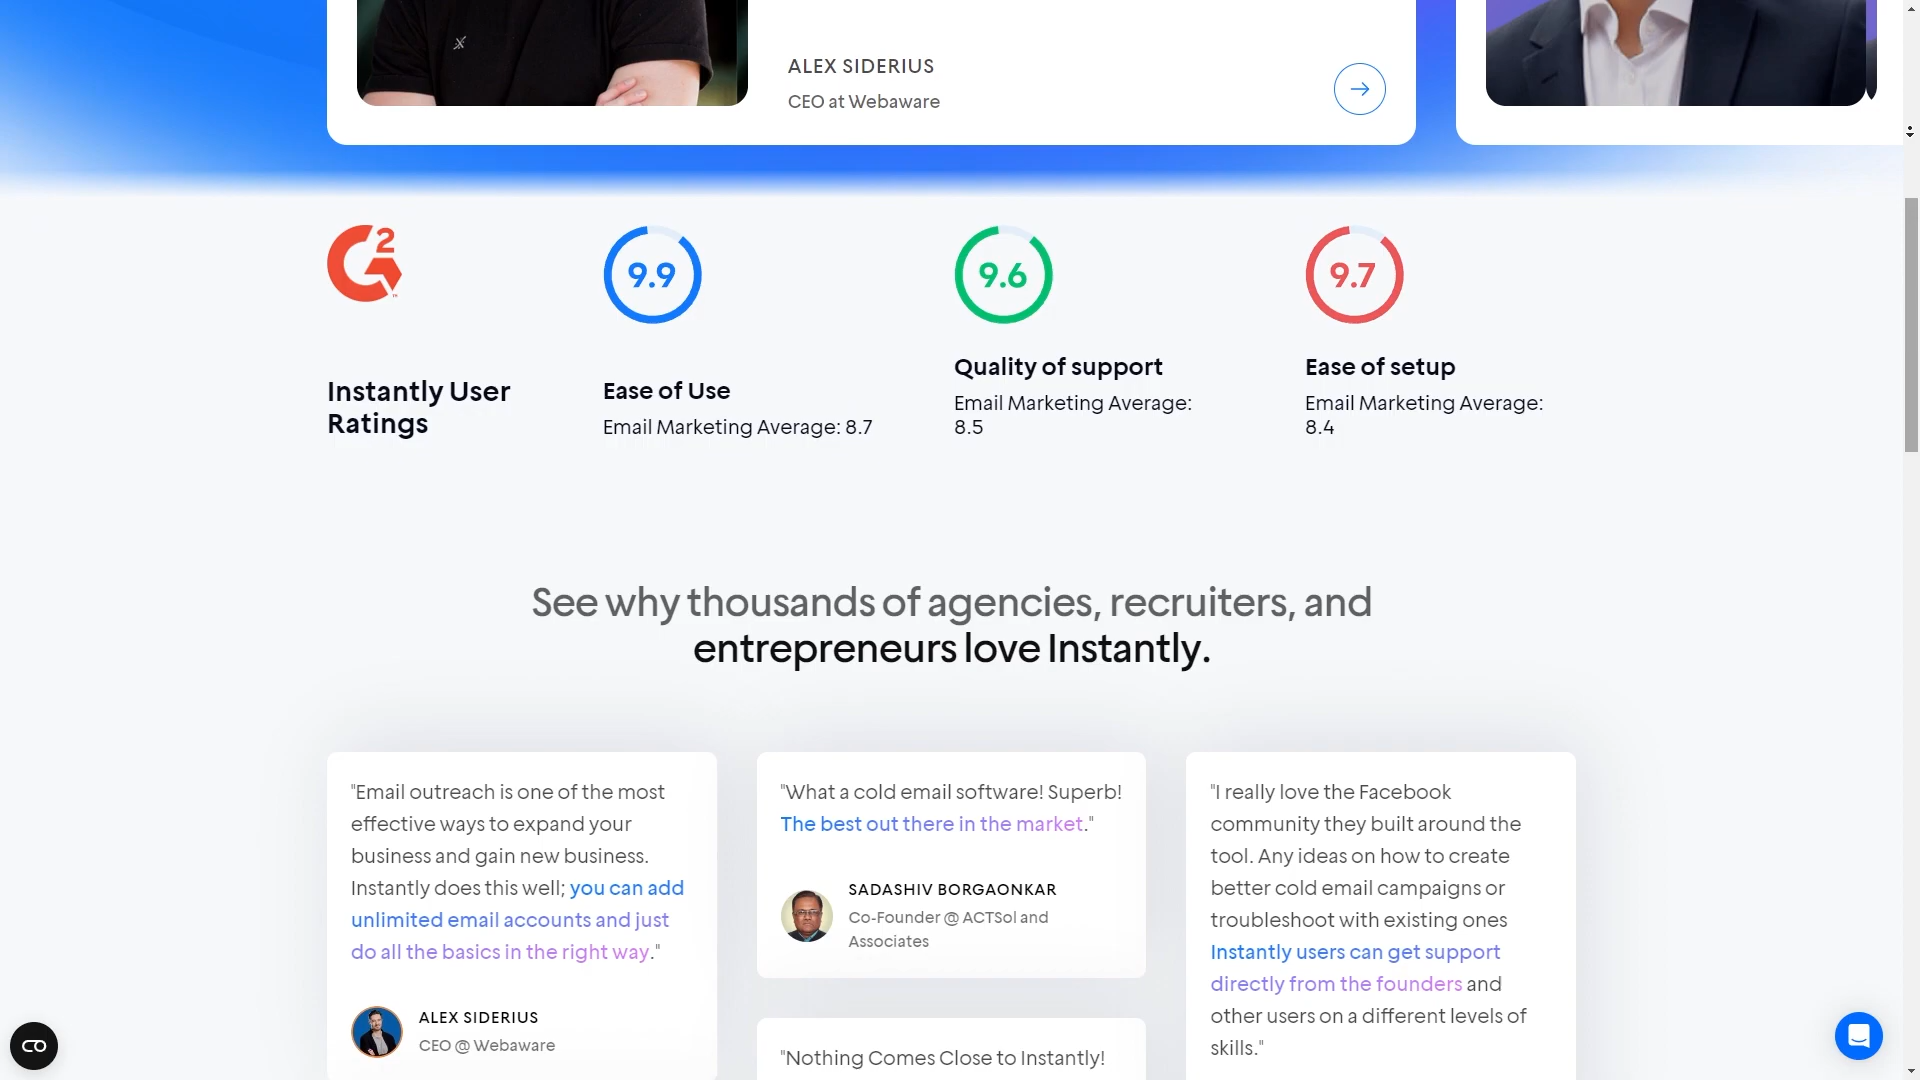 ALEX SIDERIUS
CEO at Webaware
G2
™
9.9
9.6
9.7
Instantly User
Ratings
Ease of Use
Email Marketing Average: 8.7
Quality of support
Email Marketing Average:
8.5
Ease of setup
Email Marketing Average:
8.4
See why thousands of agencies, recruiters, and
entrepreneurs love Instantly.
"Email outreach is one of the most
effective ways to expand your
business and gain new business.
Instantly does this well; you can add
unlimited email accounts and just
do all the basics in the right way."
ALEX SIDERIUS
CEO @ Webaware
"What a cold email software! Superb!
The best out there in the market."
SADASHIV BORGAONKAR
Co-Founder @ ACTSol and
Associates
"Nothing Comes Close to Instantly!
"I really love the Facebook
community they built around the
tool. Any ideas on how to create
better cold email campaigns or
troubleshoot with existing ones
Instantly users can get support
directly from the founders and
other users on a different levels of
skills."